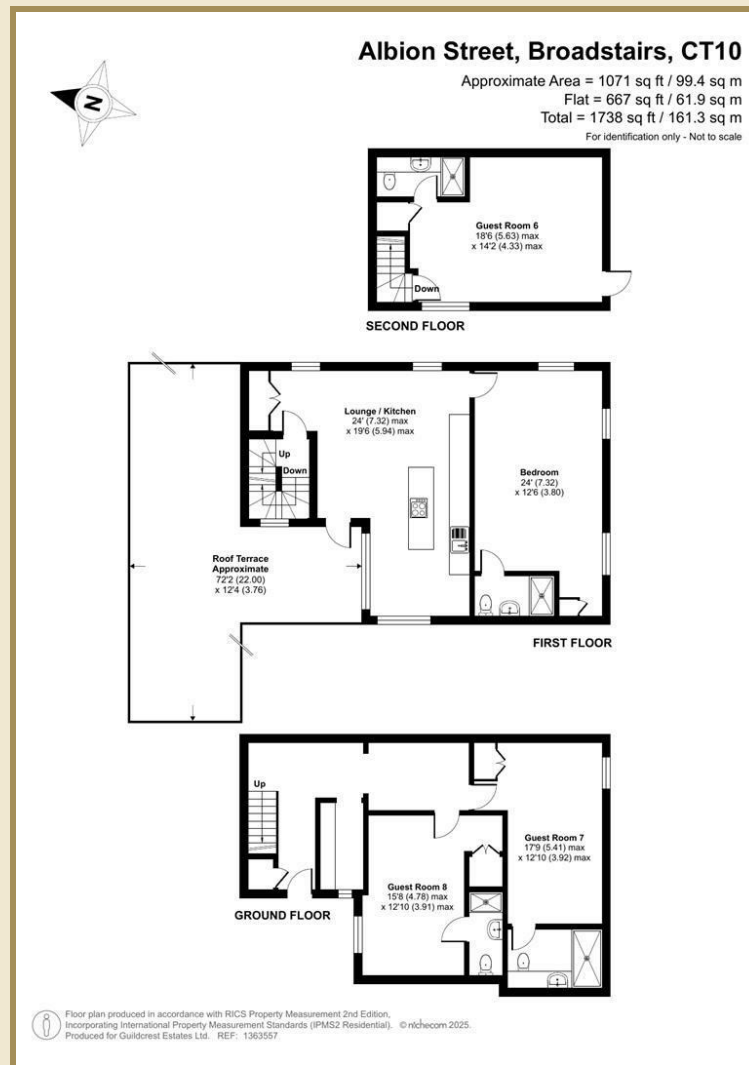 Albion Street, Broadstairs, CT10
Approximate Area = 1071 sq ft / 99.4 sq m
Flat = 667 sq ft / 61.9 sq m
Total = 1738 sq ft / 161.3 sq m
For identification only - Not to scale
N
Guest Room 6
18'6 (5.63) max
x 14'2 (4.33) max
Down
SECOND FLOOR
Lounge / Kitchen
24' (7.32) max
x 19'6 (5.94) max
Up
Down
Bedroom
24' (7.32)
x 12'6 (3.80)
Roof Terrace
Approximate
72'2 (22.00)
x 12'4 (3.76)
FIRST FLOOR
Up
Guest Room 7
17'9 (5.41) max
x 12'10 (3.92) max
Guest Room 8
15'8 (4.78) max
x 12'10 (3.91) max
GROUND FLOOR
Floor plan produced in accordance with RICS Property Measurement 2nd Edition,
Incorporating International Property Measurement Standards (IPMS2 Residential). © nichecom 2025.
Produced for Guildcrest Estates Ltd. REF: 1363557